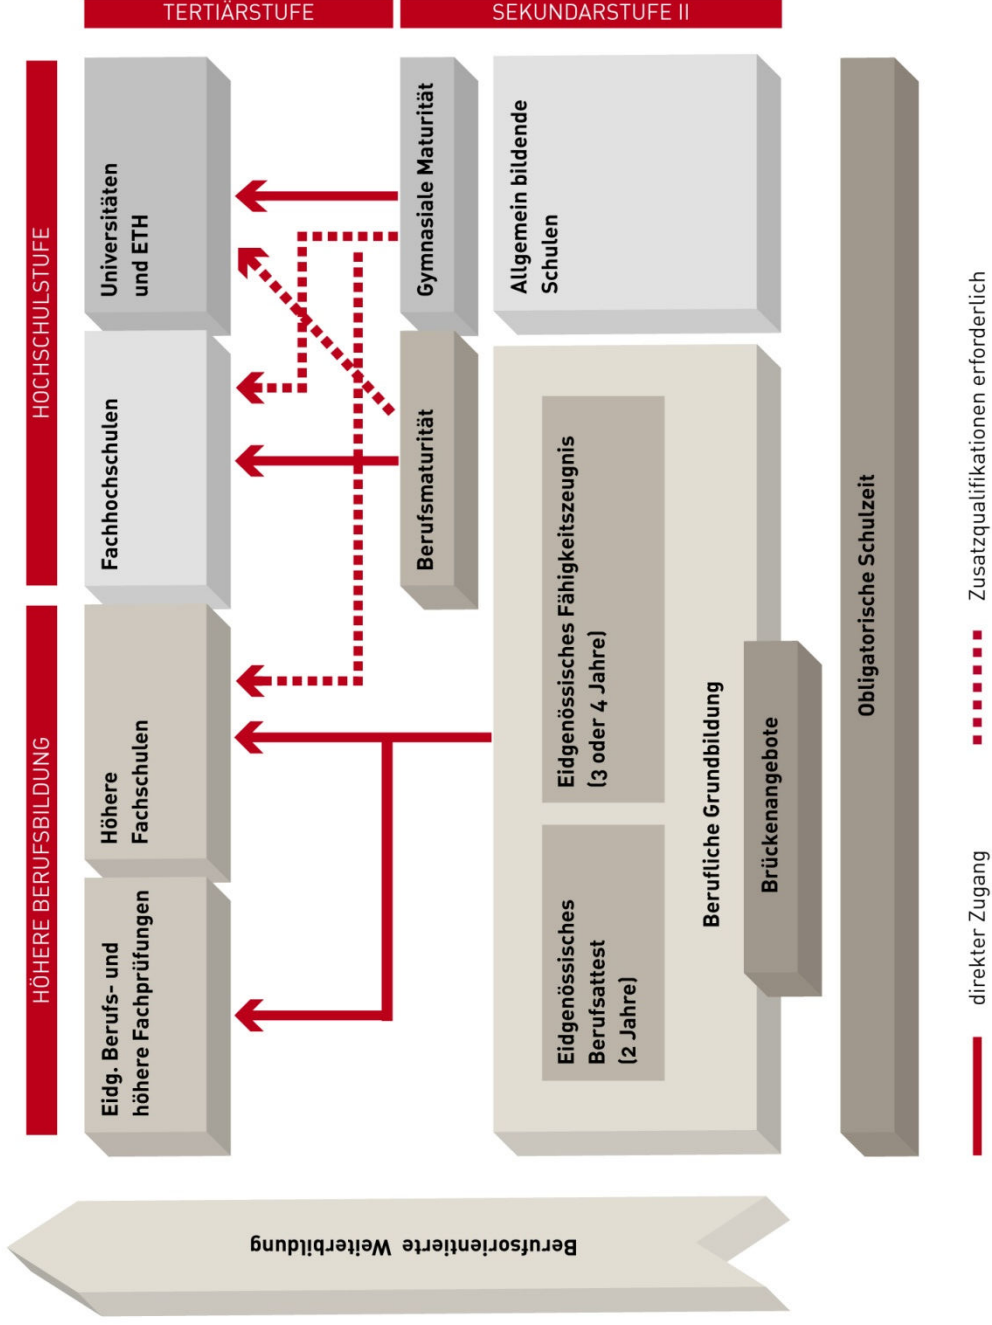 HÖHERE BERUFSBILDUNG
HOCHSCHULSTUFE
TERTIÄRSTUFE
SEKUNDARSTUFE II
Eidg. Berufs- und
höhere Fachprüfungen
Höhere
Fachschulen
Fachhochschulen
Universitäten
und ETH
Berufsmaturität
Gymnasiale Maturität
Eidgenössisches
Berufsattest
(2 Jahre)
Eidgenössisches Fähigkeitszeugnis
(3 oder 4 Jahre)
Allgemein bildende
Schulen
Berufliche Grundbildung
Brückenangebote
Obligatorische Schulzeit
Berufsorientierte Weiterbildung
direkter Zugang
Zusatzqualifikationen erforderlich